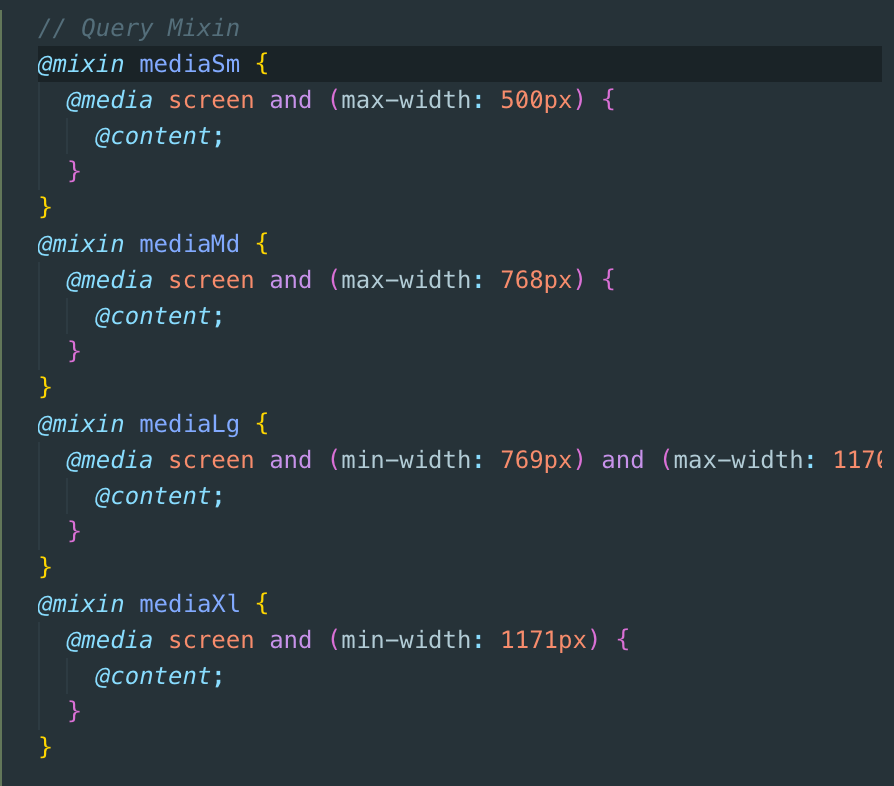 // Query Mixin
@mixin mediaSm {
@media screen and (max-width: 500px) {
@content;
}
}
@mixin mediaMd {
@media screen and (max-width: 768px) {
@content;
}
}
@mixin mediaLg {
@media screen and (min-width: 769px) and (max-width:
@content;
}
}
@mixin mediaXl {
@media screen and (min-width: 1171px) {
@content;
}
}